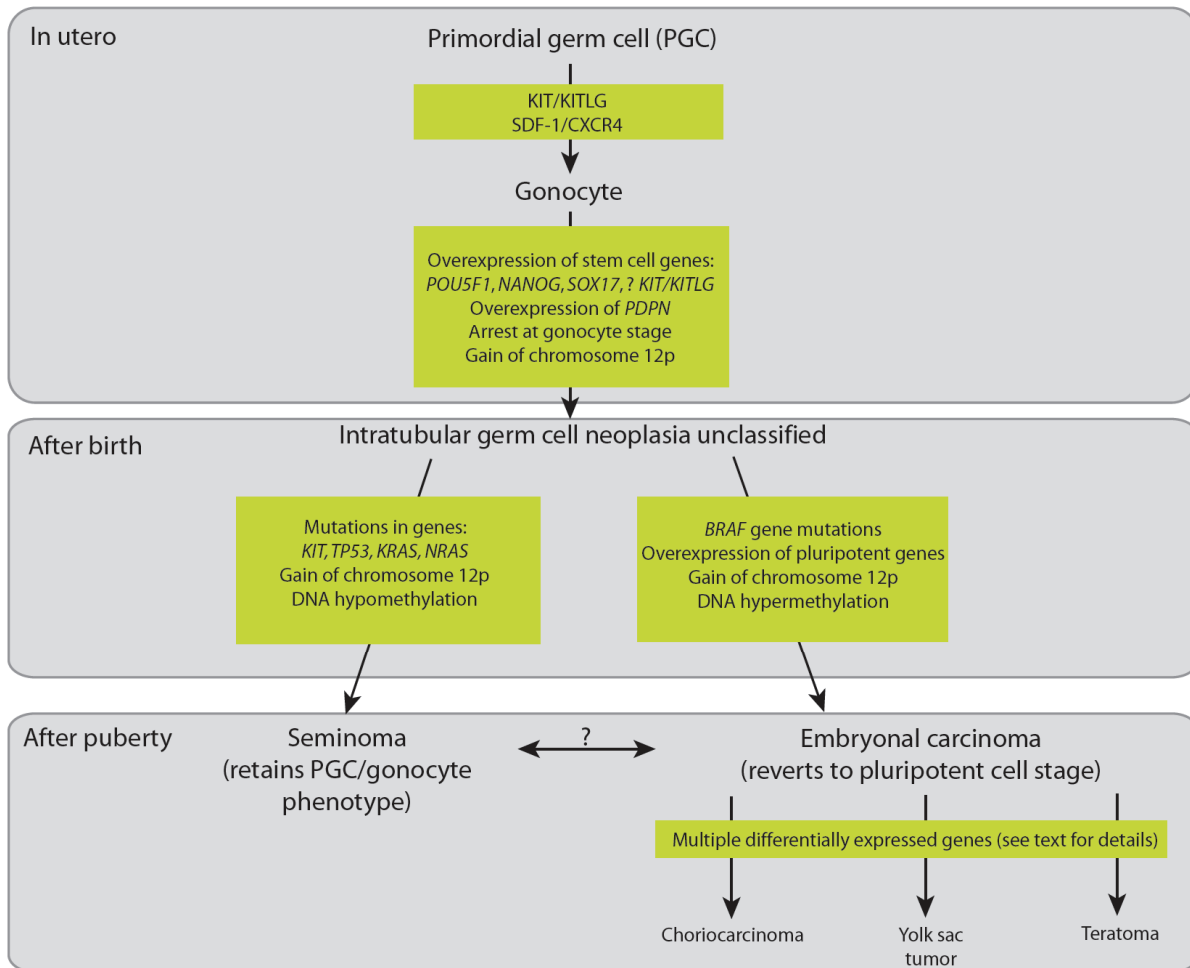 In utero
Primordial germ cell (PGC)
KIT/KITLG
SDF-1/CXCR4
Gonocyte
Overexpression of stem cell genes:
POU5F1, NANOG, SOX17, ? KIT/KITLG
Overexpression of PDPN
Arrest at gonocyte stage
Gain of chromosome 12p
After birth
Intratubular germ cell neoplasia unclassified
Mutations in genes:
KIT, TP53, KRAS, NRAS
Gain of chromosome 12p
DNA hypomethylation
BRAF gene mutations
Overexpression of pluripotent genes
Gain of chromosome 12p
DNA hypermethylation
After puberty
Seminoma
(retains PGC/gonocyte
phenotype)
?
Embryonal carcinoma
(reverts to pluripotent cell stage)
Multiple differentially expressed genes (see text for details)
Choriocarcinoma
Yolk sac
tumor
Teratoma